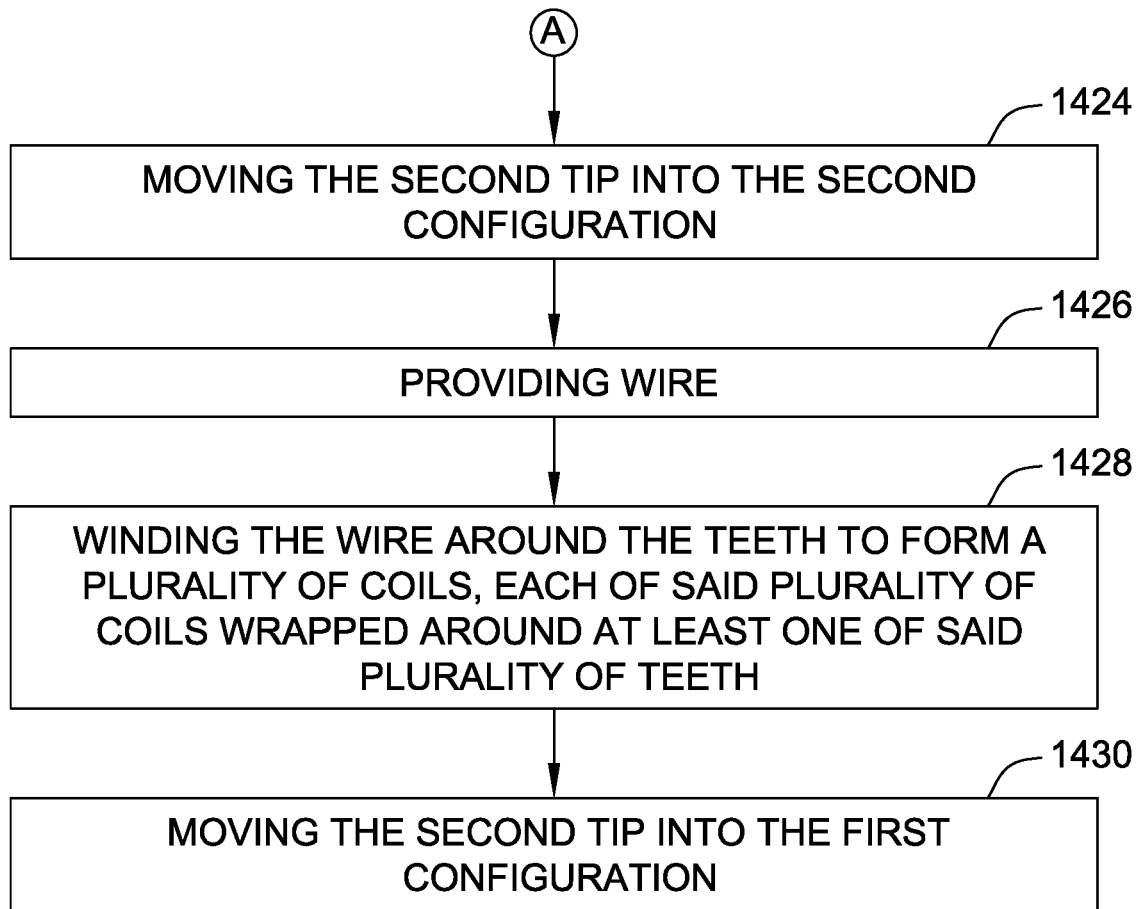 A
1424
MOVING THE SECOND TIP INTO THE SECOND
CONFIGURATION
1426
PROVIDING WIRE
1428
WINDING THE WIRE AROUND THE TEETH TO FORM A
PLURALITY OF COILS, EACH OF SAID PLURALITY OF
COILS WRAPPED AROUND AT LEAST ONE OF SAID
PLURALITY OF TEETH
1430
MOVING THE SECOND TIP INTO THE FIRST
CONFIGURATION